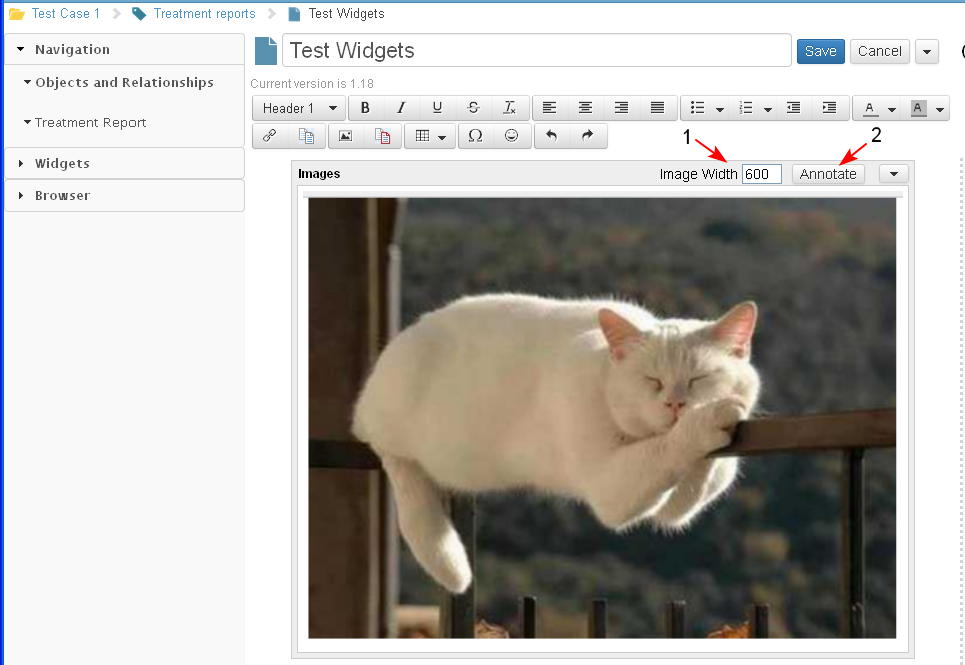 Test Case 1 Treatment reports Test Widgets
Navigation
Objects and Relationships
Treatment Report
Widgets
Browser
Test Widgets Save Cancel
Current version is 1.18
Header 1 B I U S Ix A A
Ω
1 2
Images Image Width 600 Annotate